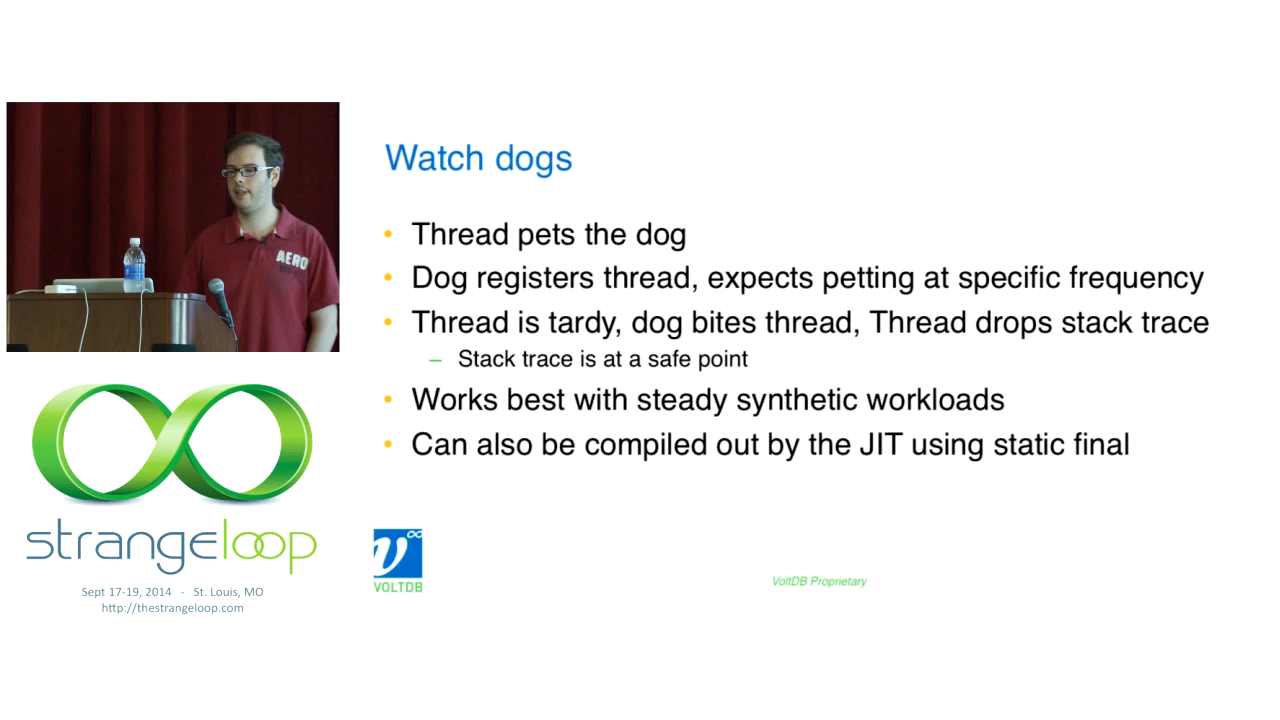 Watch dogs
• Thread pets the dog
• Dog registers thread, expects petting at specific frequency
• Thread is tardy, dog bites thread, Thread drops stack trace
– Stack trace is at a safe point
• Works best with steady synthetic workloads
• Can also be compiled out by the JIT using static final
AERO
strangeloop
Sept 17-19, 2014 - St. Louis, MO
http://thestrangeloop.com
VOLTDB
VoltDB Proprietary